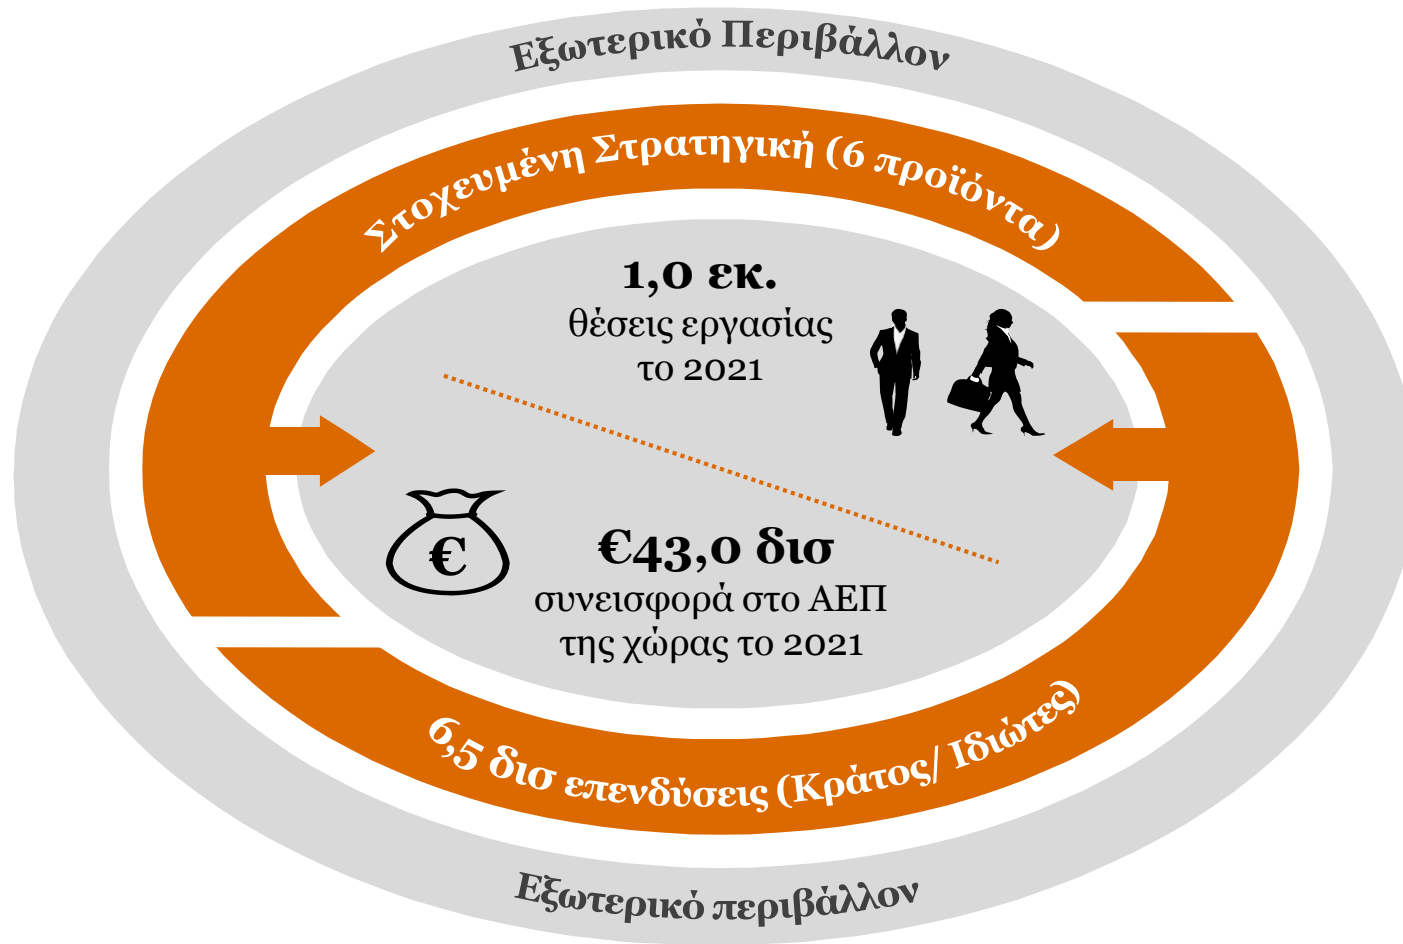 Εξωτερικό Περιβάλλον
Στοχευμένη Στρατηγική (6 προϊόντα)
1,0 εκ.
θέσεις εργασίας
το 2021
€
€43,0 δισ
συνεισφορά στο ΑΕΠ
της χώρας το 2021
6,5 δισ επενδύσεις (Κράτος/ Ιδιώτες)
Εξωτερικό περιβάλλον